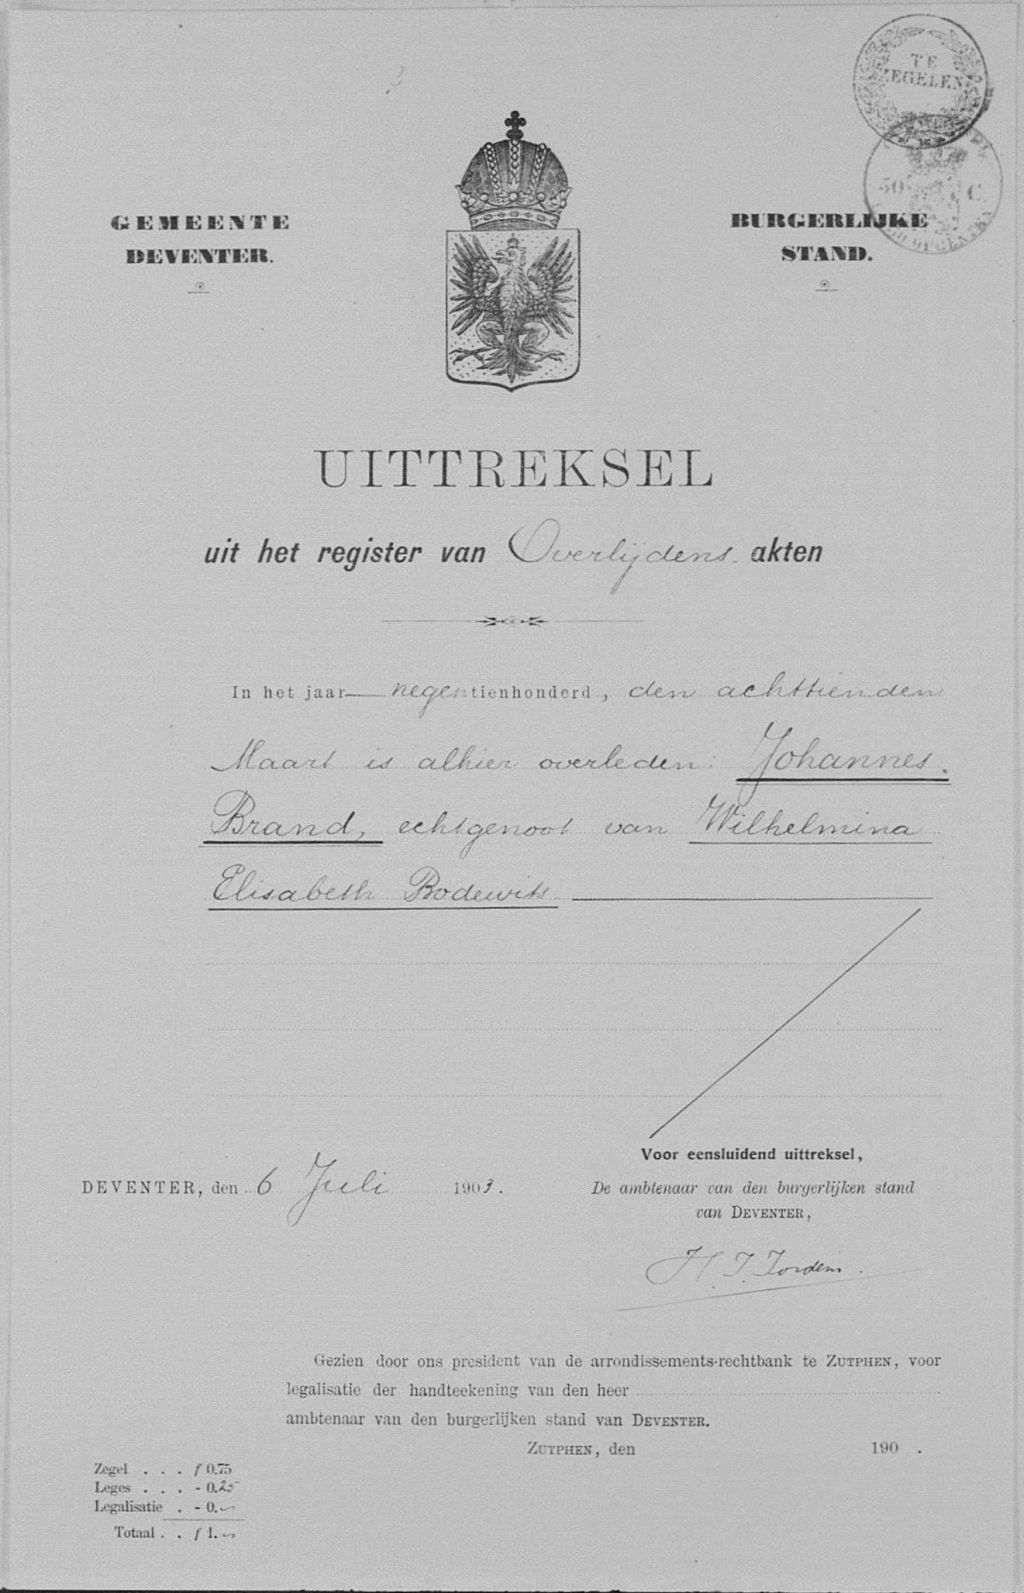 TE
ZEGELEN
50 C
GEMEENTE
DEVENTER.
BURGERLIJKE
STAND.
UITTREKSEL
uit het register van Overlijdens akten
In het jaar negentienhonderd, den achttienden
Maart is alhier overleden: Johannes
Brand, echtgenoot van Wilhelmina
Elisabeth Bodewits
Voor eensluidend uittreksel,
DEVENTER, den 6 Juli 1903.
De ambtenaar van den burgerlijken stand
van DEVENTER,
H. J. Jordens
Gezien door ons president van de arrondissements-rechtbank te ZUTPHEN, voor
legalisatie der handteekening van den heer
ambtenaar van den burgerlijken stand van DEVENTER.
ZUTPHEN, den 190 .
Zegel . . . f 0.75
Leges . . . - 0.25
Legalisatie . - 0.
Totaal . . f 1.